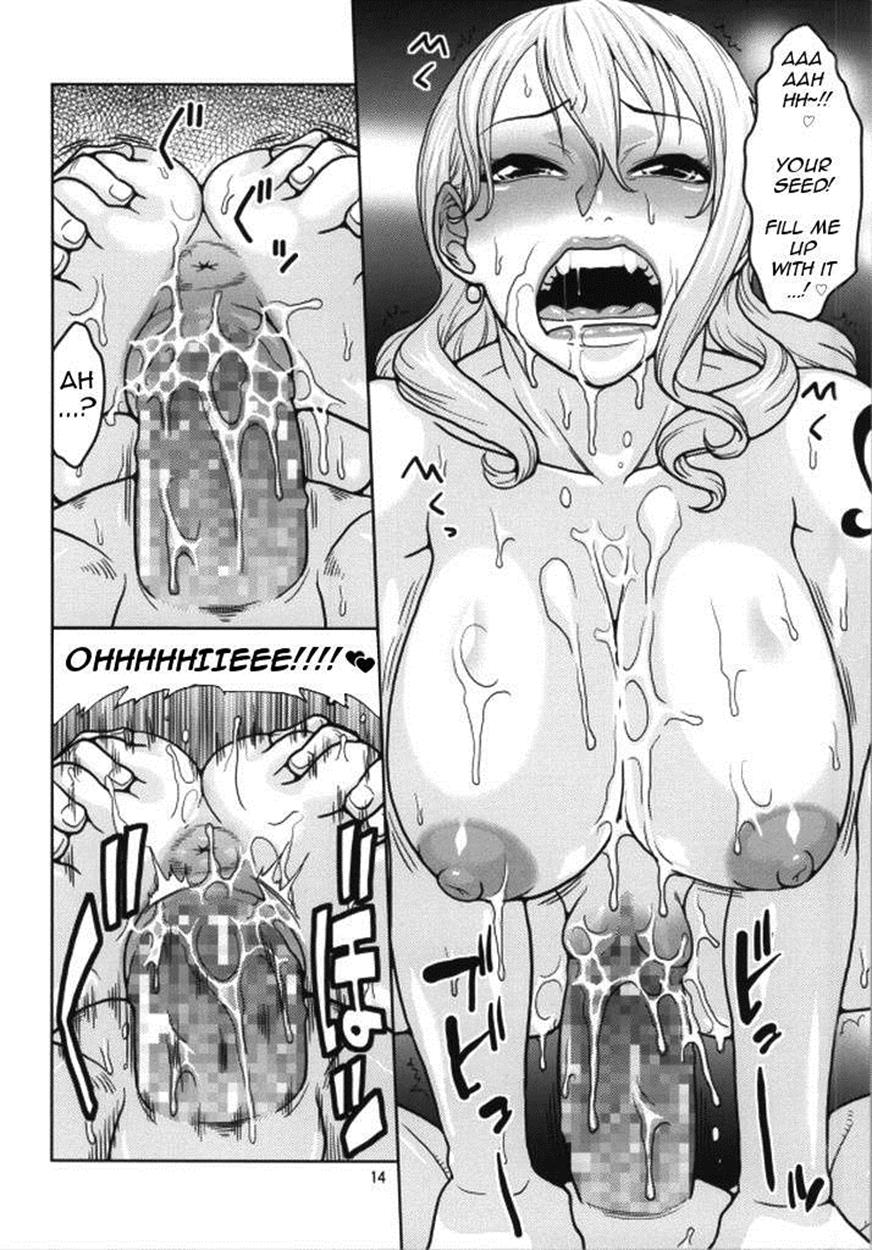 AAA
AAH
HH~!!
♡
YOUR
SEED!
FILL ME
UP
WITH IT
...! ♡
AH
...?
OHHHHHIIEEE!!!! ♥♥
14